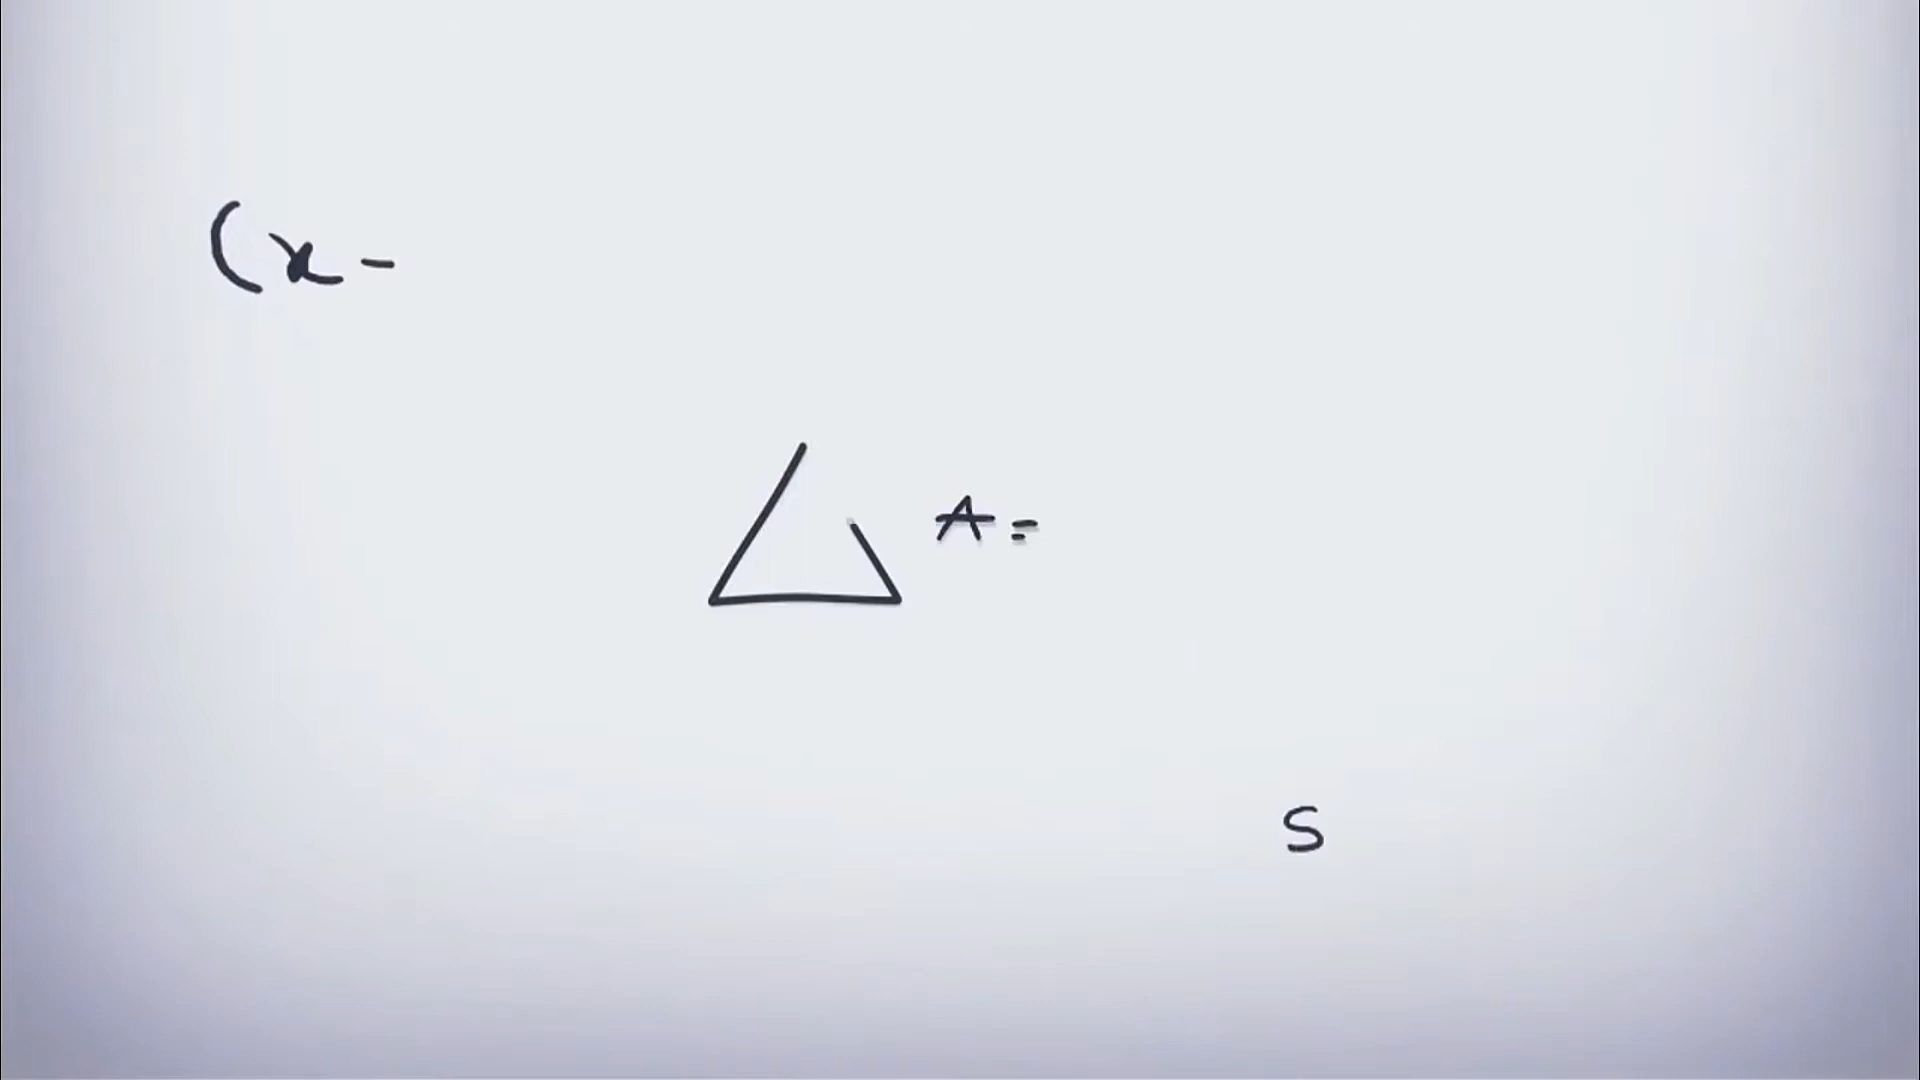 (x -
A =
S